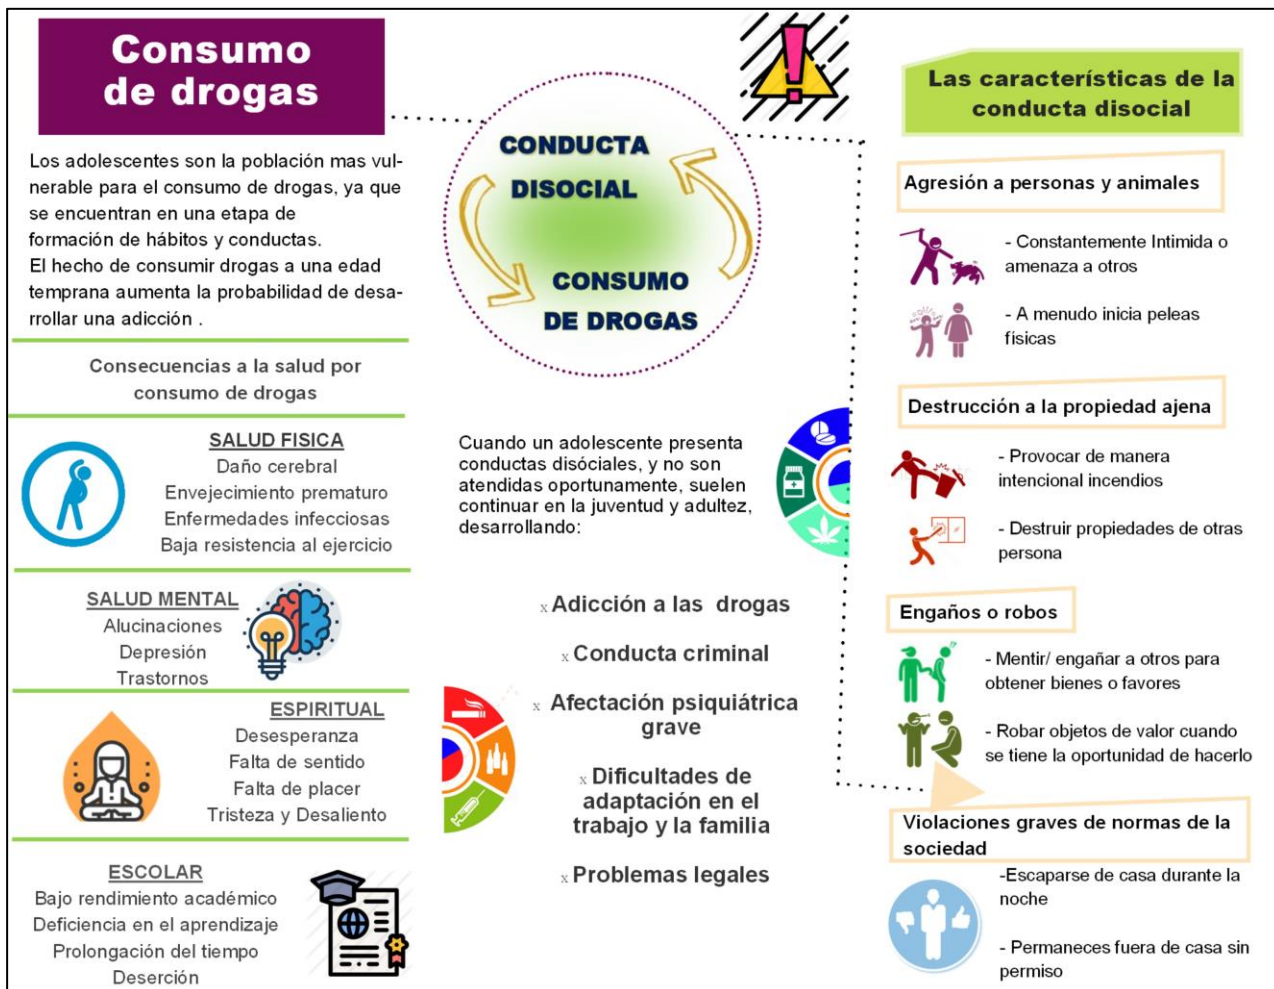 Consumo
de drogas
Los adolescentes son la población mas vul-
nerable para el consumo de drogas, ya que
se encuentran en una etapa de
formación de hábitos y conductas.
El hecho de consumir drogas a una edad
temprana aumenta la probabilidad de desa-
rrollar una adicción .
Consecuencias a la salud por
consumo de drogas
SALUD FISICA
Daño cerebral
Envejecimiento prematuro
Enfermedades infecciosas
Baja resistencia al ejercicio
SALUD MENTAL
Alucinaciones
Depresión
Trastornos
ESPIRITUAL
Desesperanza
Falta de sentido
Falta de placer
Tristeza y Desaliento
ESCOLAR
Bajo rendimiento académico
Deficiencia en el aprendizaje
Prolongación del tiempo
Deserción
CONDUCTA
DISOCIAL
CONSUMO
DE DROGAS
Cuando un adolescente presenta
conductas disóciales, y no son
atendidas oportunamente, suelen
continuar en la juventud y adultez,
desarrollando:
x Adicción a las drogas
x Conducta criminal
x Afectación psiquiátrica
grave
x Dificultades de
adaptación en el
trabajo y la familia
x Problemas legales
Las características de la
conducta disocial
Agresión a personas y animales
- Constantemente Intimida o
amenaza a otros
- A menudo inicia peleas
físicas
Destrucción a la propiedad ajena
- Provocar de manera
intencional incendios
- Destruir propiedades de otras
persona
Engaños o robos
- Mentir/ engañar a otros para
obtener bienes o favores
- Robar objetos de valor cuando
se tiene la oportunidad de hacerlo
Violaciones graves de normas de la
sociedad
-Escaparse de casa durante la
noche
- Permaneces fuera de casa sin
permiso